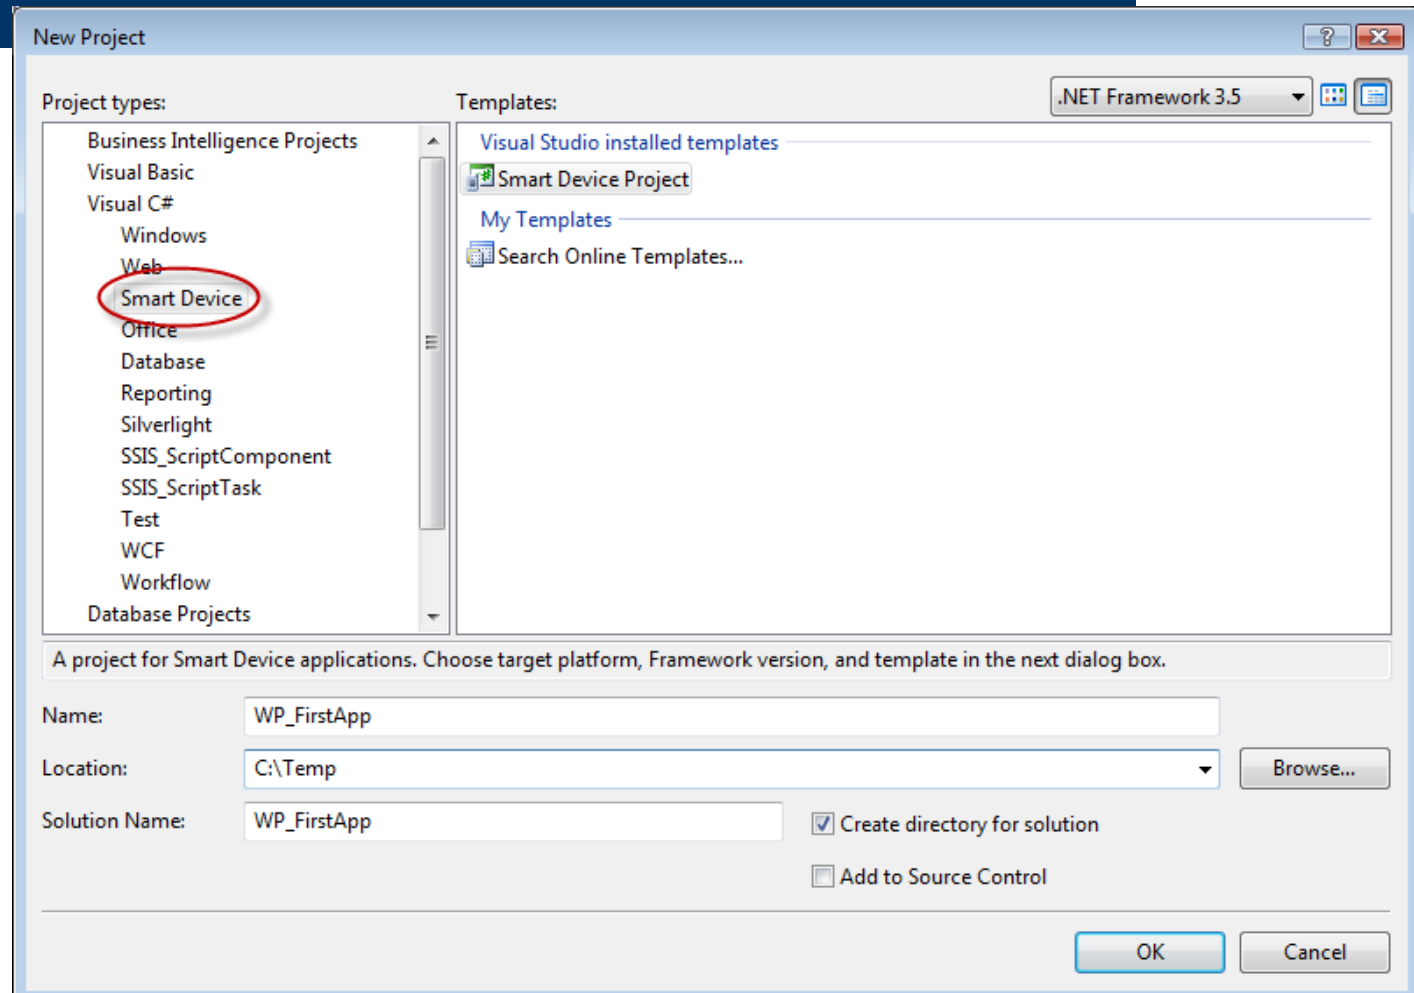 New Project
Project types:
Templates:
.NET Framework 3.5
Business Intelligence Projects
Visual Basic
Visual C#
Windows
Web
Smart Device
Office
Database
Reporting
Silverlight
SSIS_ScriptComponent
SSIS_ScriptTask
Test
WCF
Workflow
Database Projects
Visual Studio installed templates
Smart Device Project
My Templates
Search Online Templates...
A project for Smart Device applications. Choose target platform, Framework version, and template in the next dialog box.
Name:
WP_FirstApp
Location:
C:\Temp
Browse...
Solution Name:
WP_FirstApp
Create directory for solution
Add to Source Control
OK
Cancel